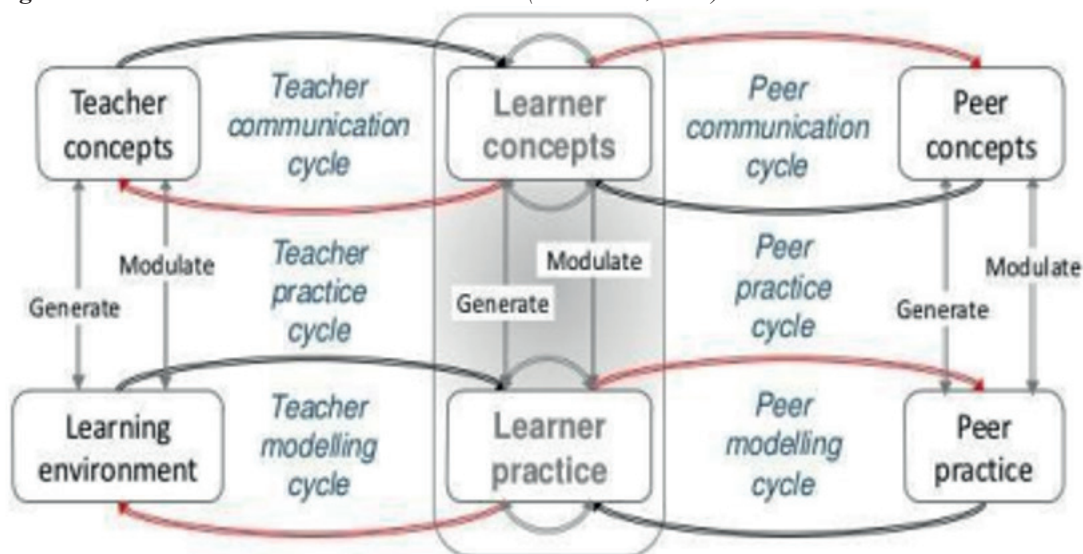 Teacher
concepts
Teacher
communication
cycle
Learner
concepts
Peer
communication
cycle
Peer
concepts
Generate
Modulate
Teacher
practice
cycle
Generate
Modulate
Peer
practice
cycle
Generate
Modulate
Learning
environment
Teacher
modelling
cycle
Learner
practice
Peer
modelling
cycle
Peer
practice